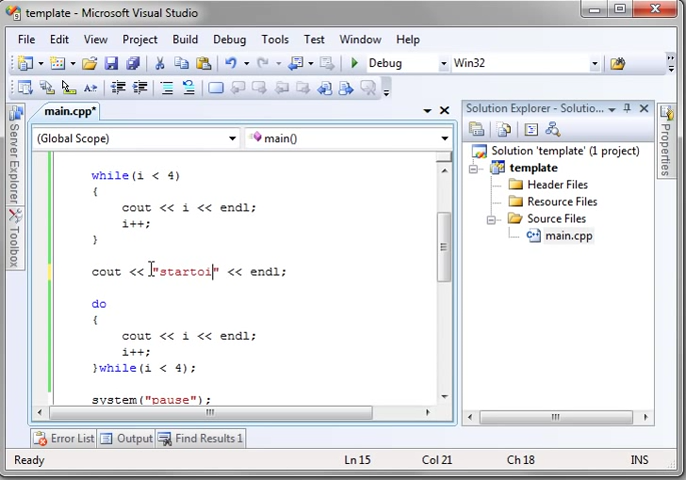 template - Microsoft Visual Studio
File Edit View Project Build Debug Tools Test Window Help
Debug Win32
main.cpp*
Solution Explorer - Solutio...
(Global Scope) main()
Solution 'template' (1 project)
template
Header Files
Resource Files
Source Files
main.cpp
Server Explorer
Toolbox
Properties
while(i < 4)
{
cout << i << endl;
i++;
}
cout << "startoi" << endl;
do
{
cout << i << endl;
i++;
}while(i < 4);
system("pause");
Error List Output Find Results 1
Ready Ln 15 Col 21 Ch 18 INS